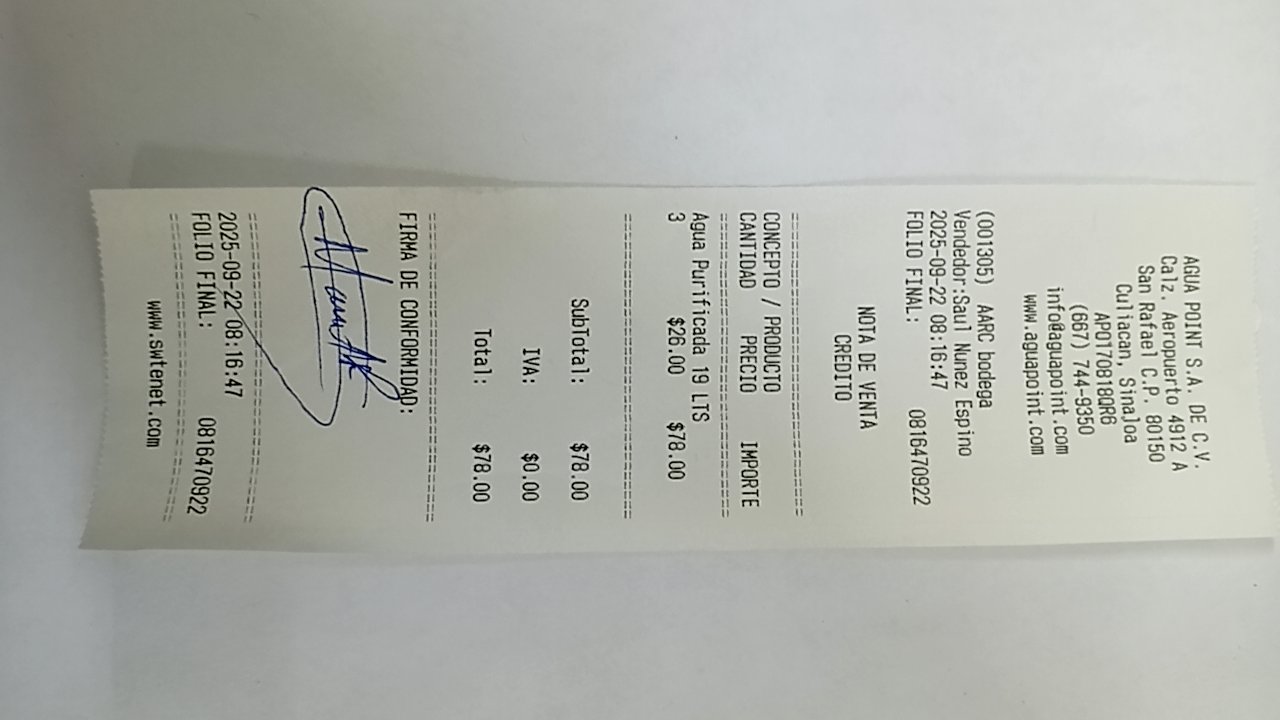 AGUA POINT S.A. DE C.V.
Calz. Aeropuerto 4912 A
San Rafael C.P. 80150
Culiacan, Sinaloa
APO170818QR6
(667) 744-9350
info@aguapoint.com
www.aguapoint.com
(001305) AARC bodega
Vendedor:Saul Nunez Espino
2025-09-22 08:16:47
FOLIO FINAL: 0816470922
NOTA DE VENTA
CREDITO
CONCEPTO / PRODUCTO
CANTIDAD PRECIO IMPORTE
Agua Purificada 19 LTS
3 $26.00 $78.00
SubTotal: $78.00
IVA: $0.00
Total: $78.00
FIRMA DE CONFORMIDAD:
2025-09-22 08:16:47
FOLIO FINAL: 0816470922
www.swtenet.com